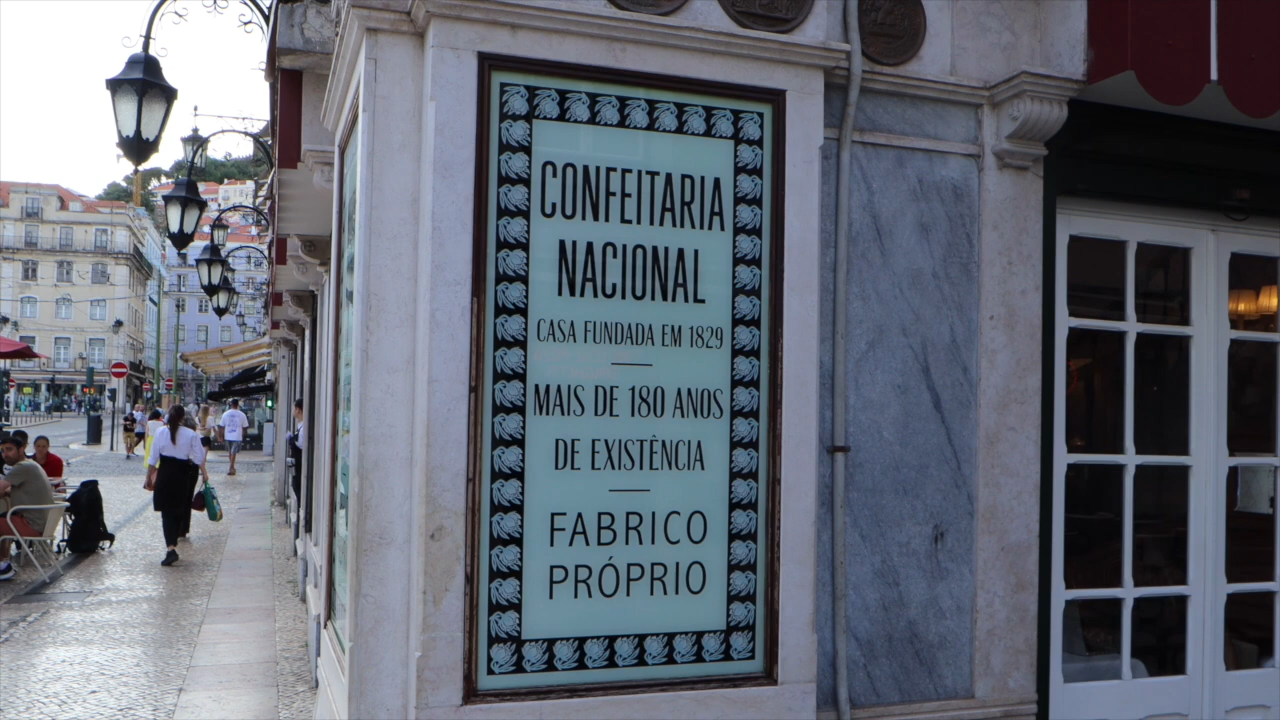 CONFEITARIA
NACIONAL
CASA FUNDADA EM 1829
MAIS DE 180 ANOS
DE EXISTÊNCIA
FABRICO
PRÓPRIO